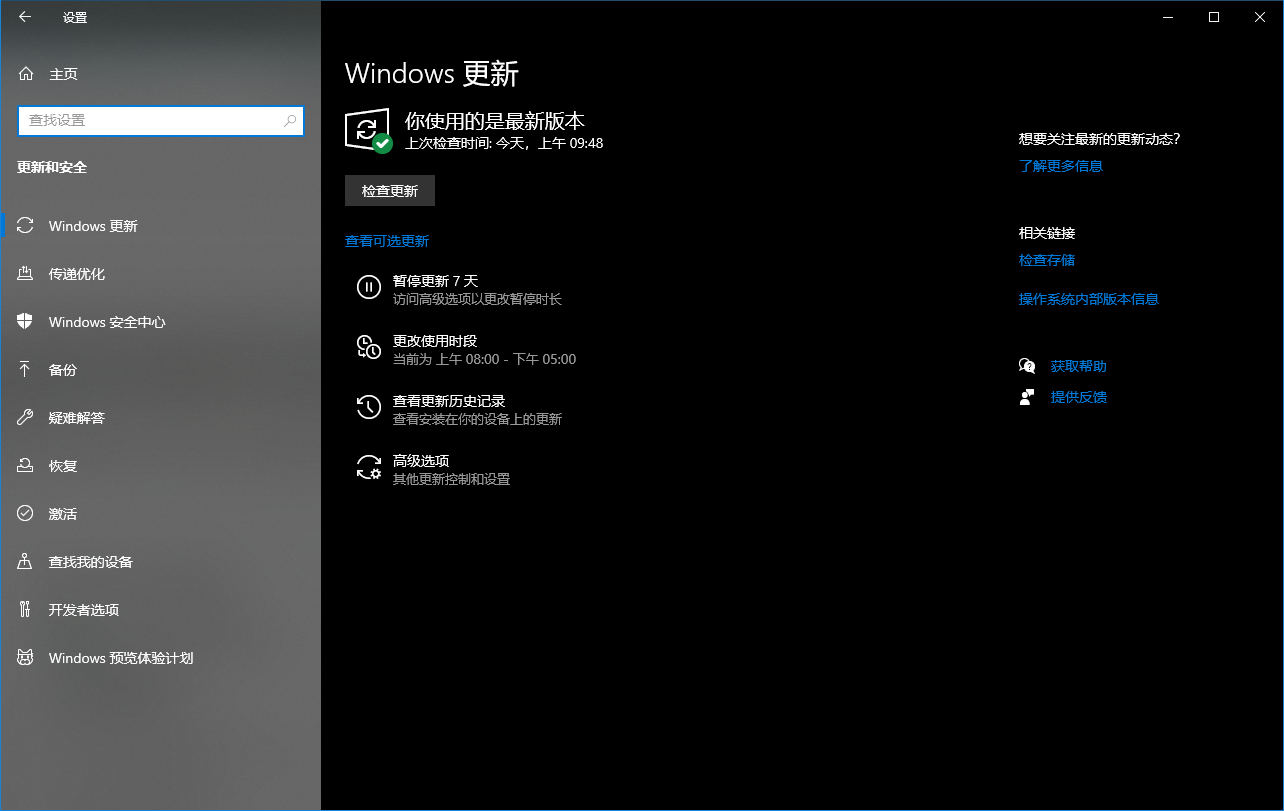 设置
主页
查找设置
更新和安全
Windows 更新
传递优化
Windows 安全中心
备份
疑难解答
恢复
激活
查找我的设备
开发者选项
Windows 预览体验计划
Windows 更新
你使用的是最新版本
上次检查时间: 今天，上午 09:48
检查更新
查看可选更新
暂停更新 7 天
访问高级选项以更改暂停时长
更改使用时段
当前为 上午 08:00 - 下午 05:00
查看更新历史记录
查看安装在你的设备上的更新
高级选项
其他更新控制和设置
想要关注最新的更新动态?
了解更多信息
相关链接
检查存储
操作系统内部版本信息
获取帮助
提供反馈